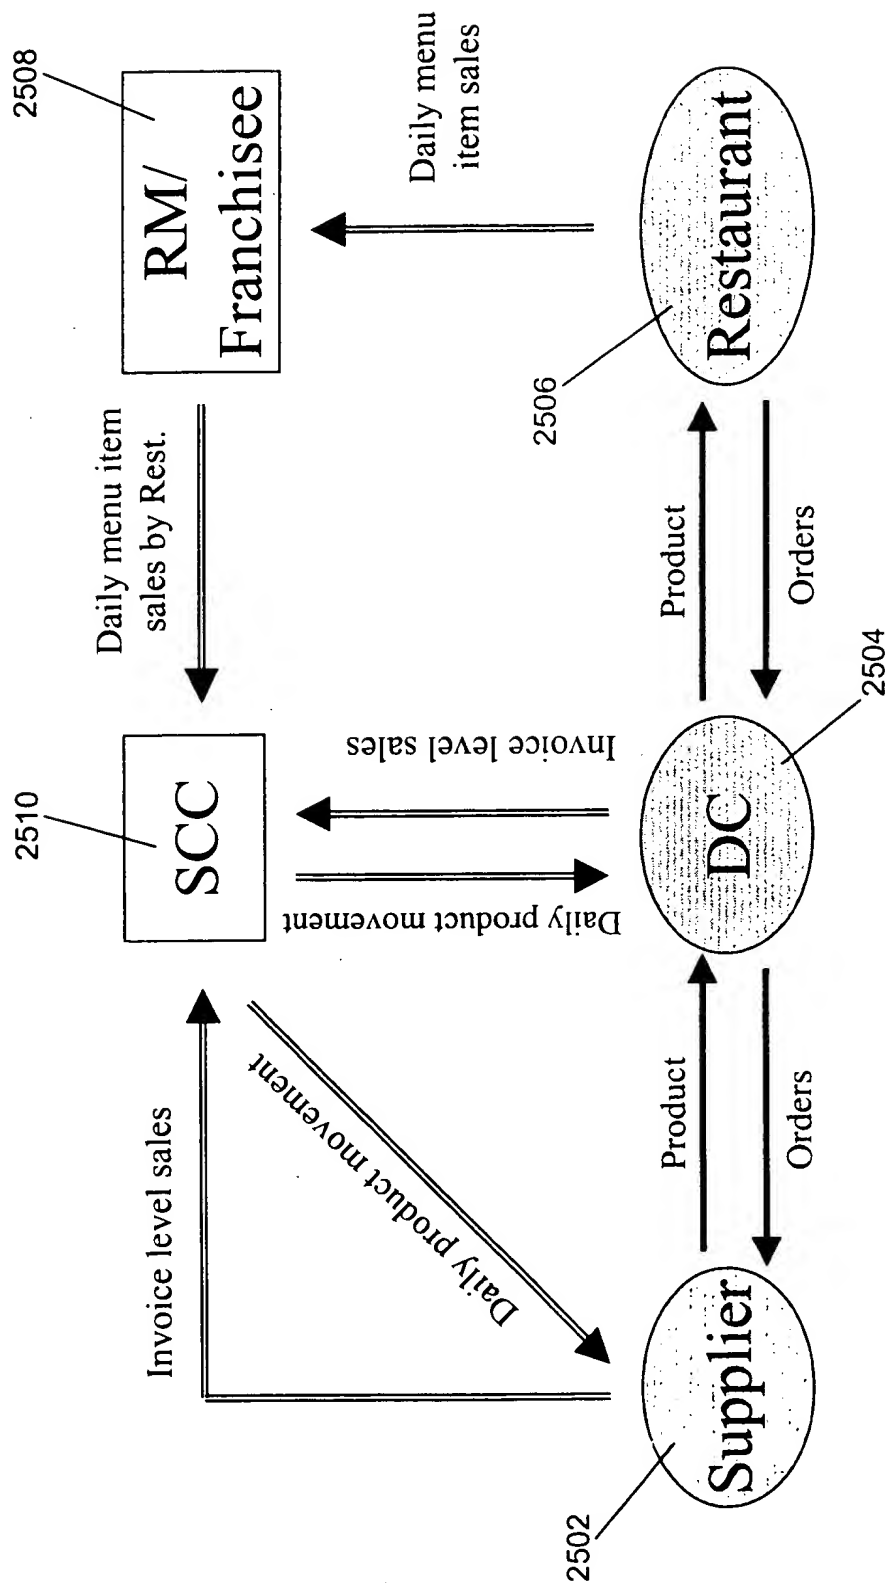 2510
SCC
Daily menu item
sales by Rest.
2508
RM/
Franchisee
Invoice level sales
Daily product movement
Daily product movement
Invoice level sales
Daily menu
item sales
2502
Supplier
Product
Orders
DC
2504
Product
Orders
2506
Restaurant